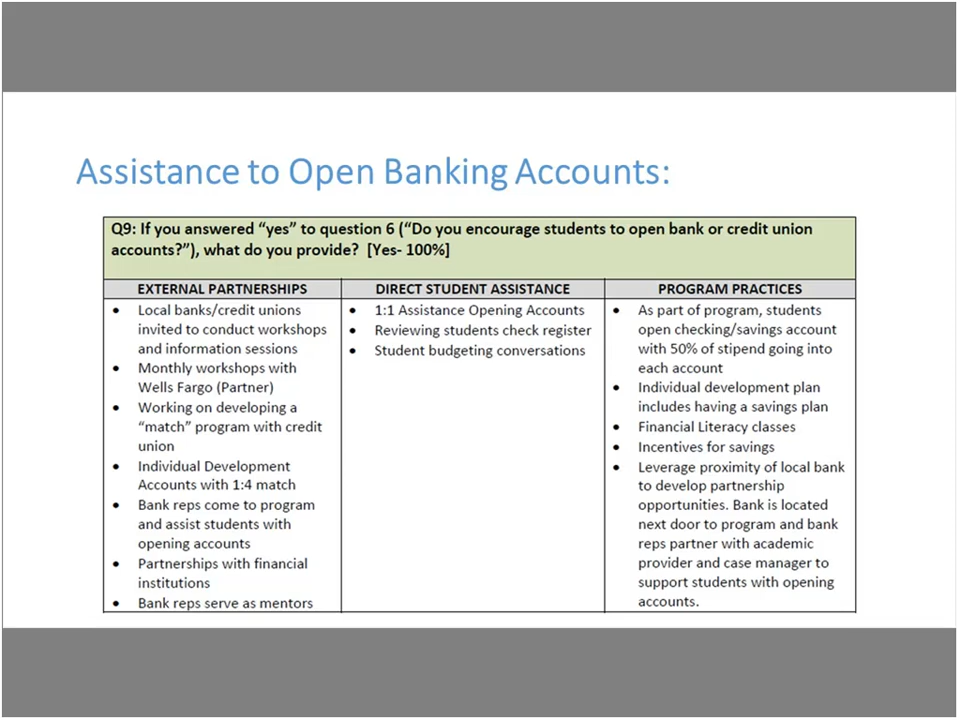 Assistance to Open Banking Accounts:
Q9: If you answered “yes” to question 6 (“Do you encourage students to open bank or credit union
accounts?”), what do you provide? [Yes- 100%]
EXTERNAL PARTNERSHIPS
• Local banks/credit unions
invited to conduct workshops
and information sessions
• Monthly workshops with
Wells Fargo (Partner)
• Working on developing a
“match” program with credit
union
• Individual Development
Accounts with 1:4 match
• Bank reps come to program
and assist students with
opening accounts
• Partnerships with financial
institutions
• Bank reps serve as mentors
DIRECT STUDENT ASSISTANCE
• 1:1 Assistance Opening Accounts
• Reviewing students check register
• Student budgeting conversations
PROGRAM PRACTICES
• As part of program, students
open checking/savings account
with 50% of stipend going into
each account
• Individual development plan
includes having a savings plan
• Financial Literacy classes
• Incentives for savings
• Leverage proximity of local bank
to develop partnership
opportunities. Bank is located
next door to program and bank
reps partner with academic
provider and case manager to
support students with opening
accounts.